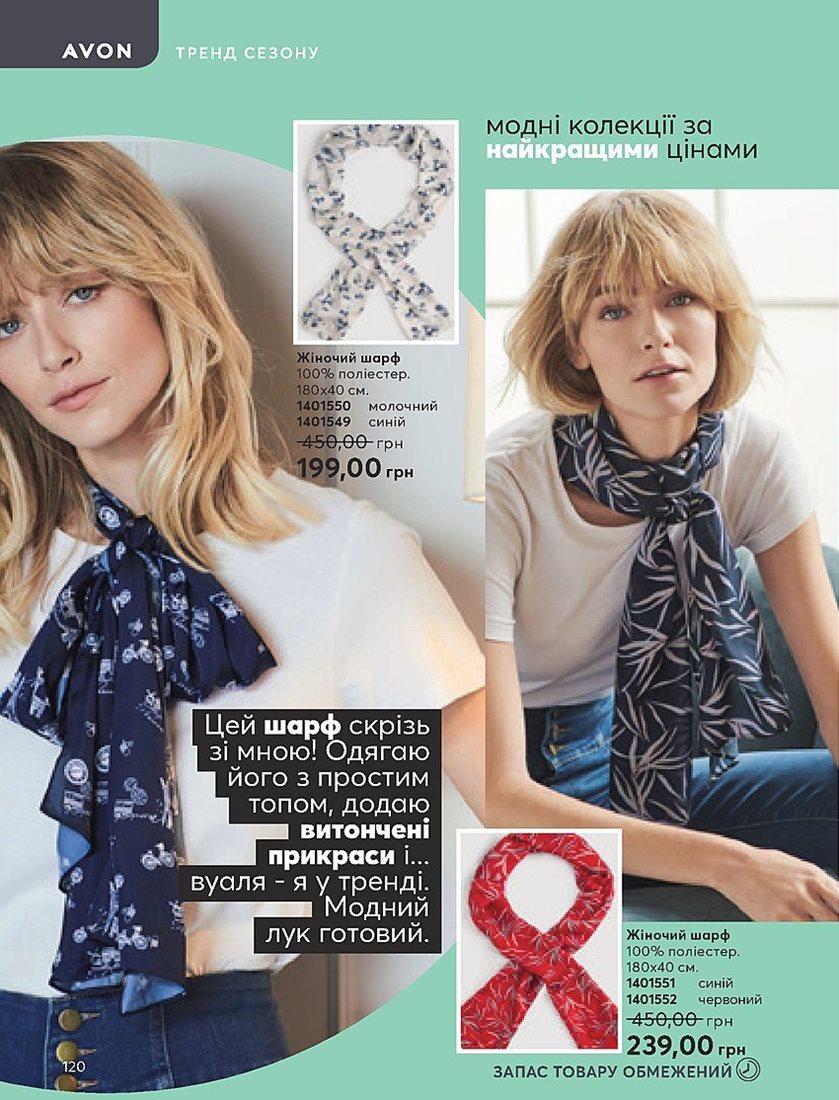 AVON
ТРЕНД СЕЗОНУ
модні колекції за
найкращими цінами
Жіночий шарф
100% поліестер.
180х40 см.
1401550 молочний
1401549 синій
450,00 грн
199,00 грн
Цей шарф скрізь
зі мною! Одягаю
його з простим
топом, додаю
витончені
прикраси і...
вуаля - я у тренді.
Модний
лук готовий.
Жіночий шарф
100% поліестер.
180х40 см.
1401551 синій
1401552 червоний
450,00 грн
239,00 грн
ЗАПАС ТОВАРУ ОБМЕЖЕНИЙ
120